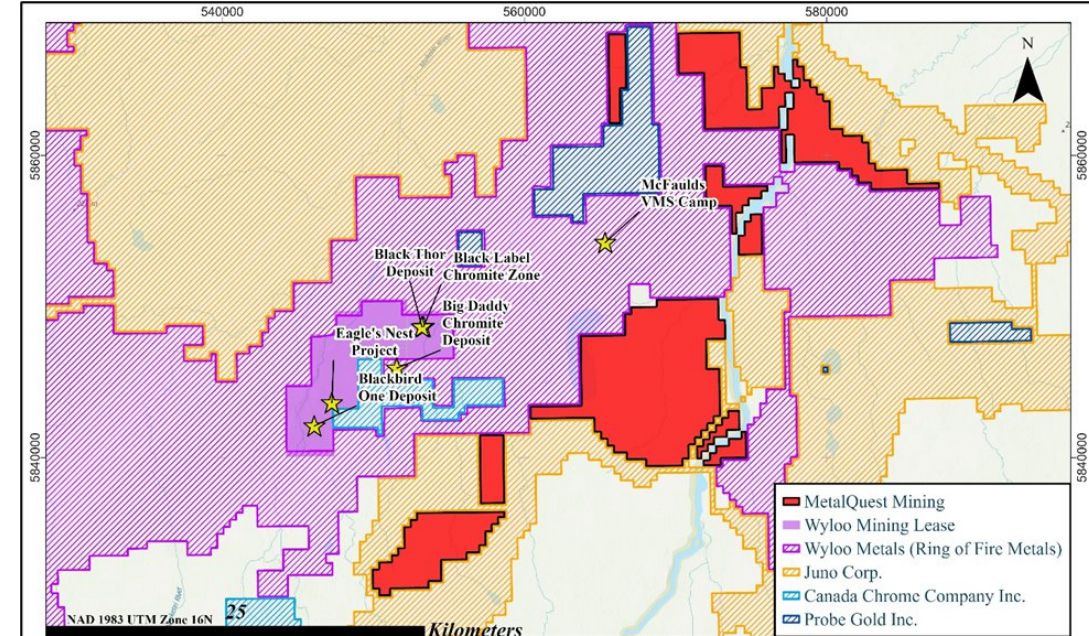 540000
560000
580000
N
5860000
5860000
McFaulds
VMS Camp
Black Thor
Deposit
Black Label
Chromite Zone
Big Daddy
Chromite
Deposit
Eagle's Nest
Project
Blackbird
One Deposit
5840000
5840000
MetalQuest Mining
Wyloo Mining Lease
Wyloo Metals (Ring of Fire Metals)
Juno Corp.
Canada Chrome Company Inc.
Probe Gold Inc.
NAD 1983 UTM Zone 16N
25
Kilometers